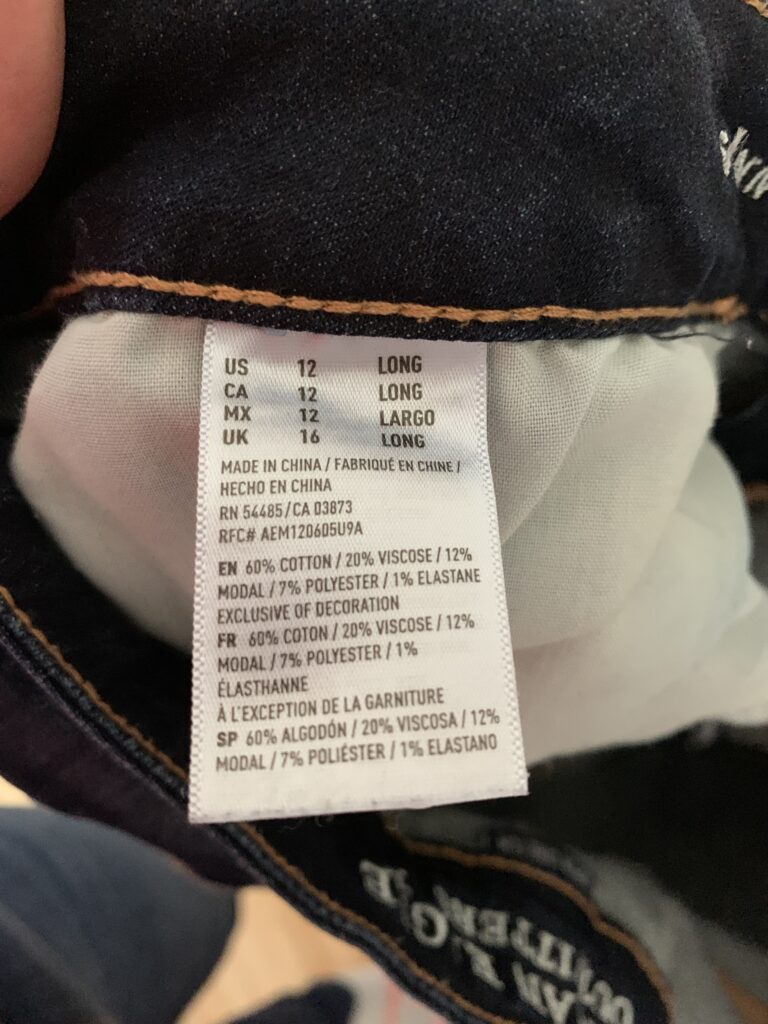 US 12 LONG
CA 12 LONG
MX 12 LARGO
UK 16 LONG
MADE IN CHINA / FABRIQUÉ EN CHINE /
HECHO EN CHINA
RN 54485/CA 03873
RFC# AEM120605U9A
EN 60% COTTON / 20% VISCOSE / 12%
MODAL / 7% POLYESTER / 1% ELASTANE
EXCLUSIVE OF DECORATION
FR 60% COTON / 20% VISCOSE / 12%
MODAL / 7% POLYESTER / 1%
ÉLASTHANNE
À L'EXCEPTION DE LA GARNITURE
SP 60% ALGODÓN / 20% VISCOSA / 12%
MODAL / 7% POLIÉSTER / 1% ELASTANO